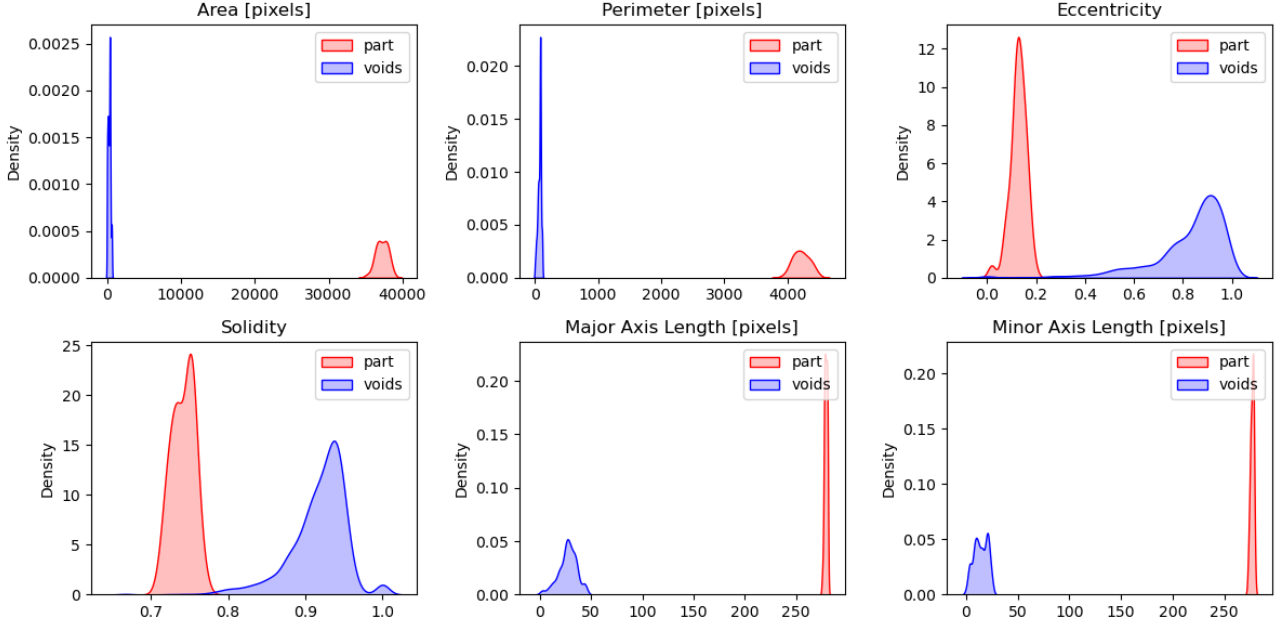 Area [pixels]
Density
0.0025
0.0020
0.0015
0.0010
0.0005
0.0000
0
10000
20000
30000
40000
part
voids
Perimeter [pixels]
Density
0.020
0.015
0.010
0.005
0.000
0
1000
2000
3000
4000
part
voids
Eccentricity
Density
12
10
8
6
4
2
0
0.0
0.2
0.4
0.6
0.8
1.0
part
voids
Solidity
Density
25
20
15
10
5
0
0.7
0.8
0.9
1.0
part
voids
Major Axis Length [pixels]
Density
0.20
0.15
0.10
0.05
0.00
0
50
100
150
200
250
part
voids
Minor Axis Length [pixels]
Density
0.20
0.15
0.10
0.05
0.00
0
50
100
150
200
250
part
voids